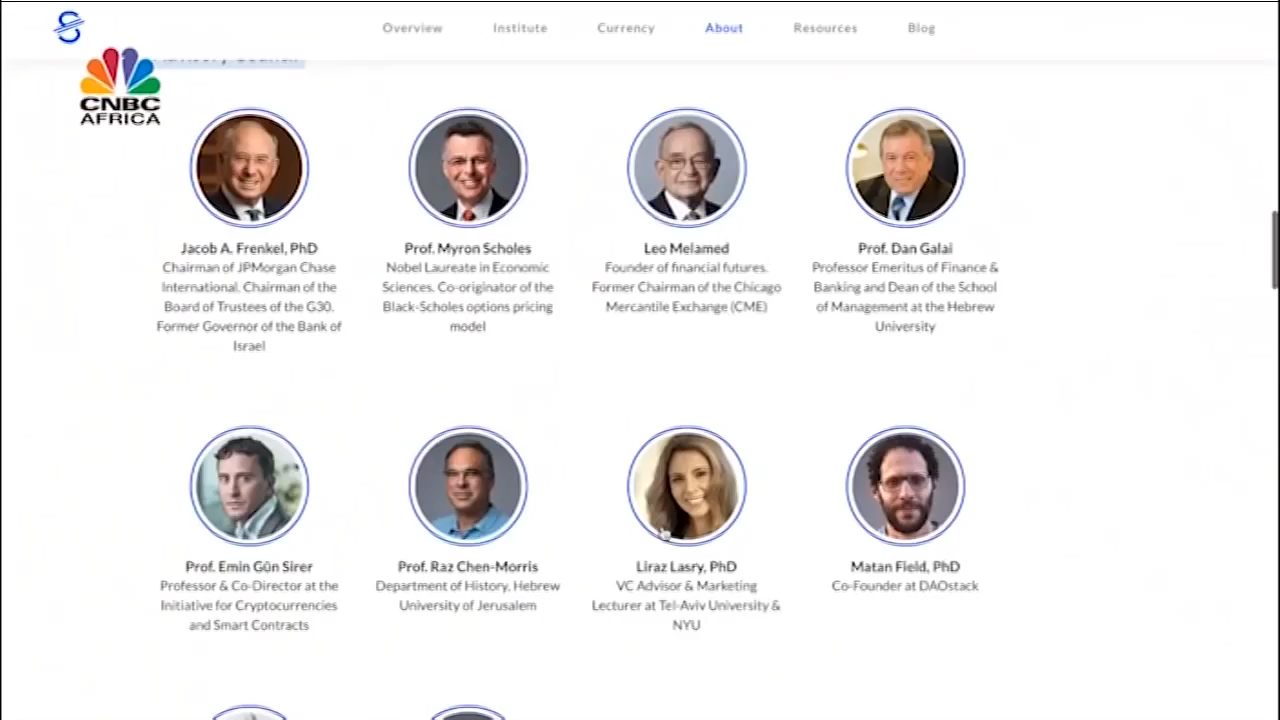 Overview Institute Currency About Resources Blog
CNBC
AFRICA
Jacob A. Frenkel, PhD
Chairman of JPMorgan Chase
International. Chairman of the
Board of Trustees of the G30.
Former Governor of the Bank of
Israel
Prof. Myron Scholes
Nobel Laureate in Economic
Sciences. Co-originator of the
Black-Scholes options pricing
model
Leo Melamed
Founder of financial futures.
Former Chairman of the Chicago
Mercantile Exchange (CME)
Prof. Dan Galai
Professor Emeritus of Finance &
Banking and Dean of the School
of Management at the Hebrew
University
Prof. Emin Gün Sirer
Professor & Co-Director at the
Initiative for Cryptocurrencies
and Smart Contracts
Prof. Raz Chen-Morris
Department of History, Hebrew
University of Jerusalem
Liraz Lasry, PhD
VC Advisor & Marketing
Lecturer at Tel-Aviv University &
NYU
Matan Field, PhD
Co-Founder at DAOstack